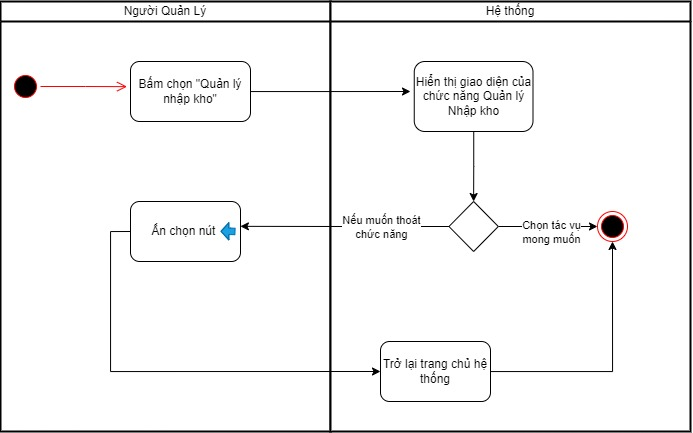 Người Quản Lý
Hệ thống
Bấm chọn "Quản lý
nhập kho"
Hiển thị giao diện của
chức năng Quản lý
Nhập kho
Ấn chọn nút
Nếu muốn thoát
chức năng
Chọn tác vụ
mong muốn
Trở lại trang chủ hệ
thống